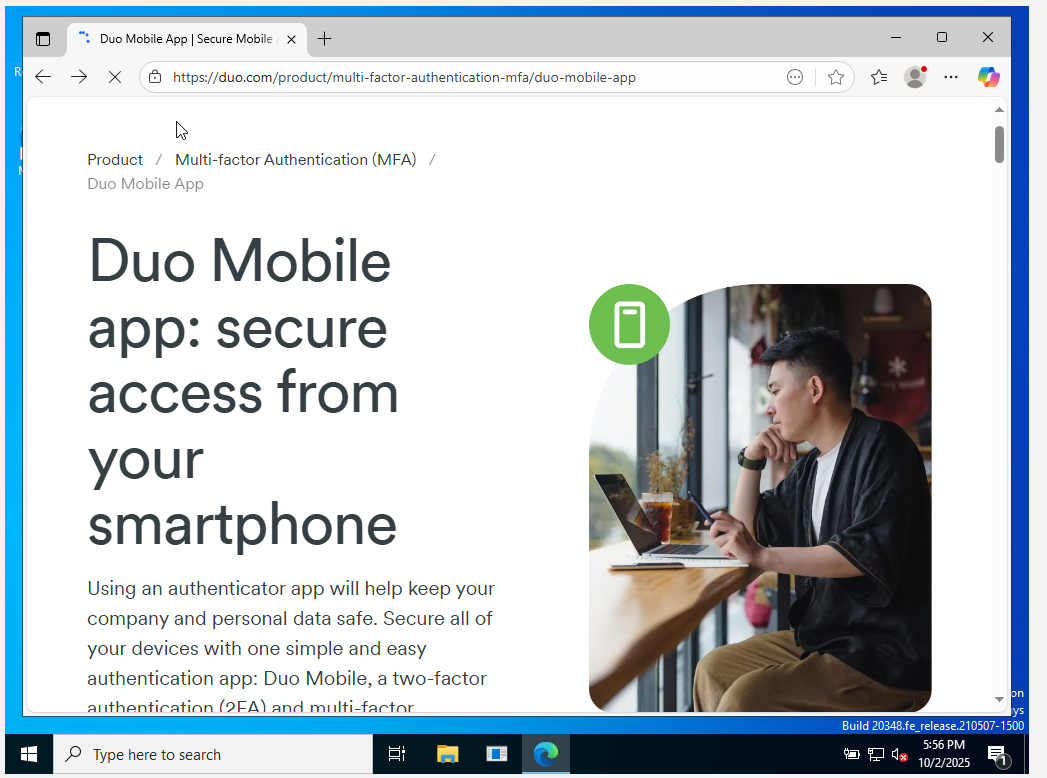 Duo Mobile App | Secure Mobile
https://duo.com/product/multi-factor-authentication-mfa/duo-mobile-app
Product / Multi-factor Authentication (MFA) /
Duo Mobile App
Duo Mobile
app: secure
access from
your
smartphone
Using an authenticator app will help keep your
company and personal data safe. Secure all of
your devices with one simple and easy
authentication app: Duo Mobile, a two-factor
authentication (2FA) and multi-factor
Build 20348.fe_release.210507-1500
Type here to search
5:56 PM
10/2/2025
1